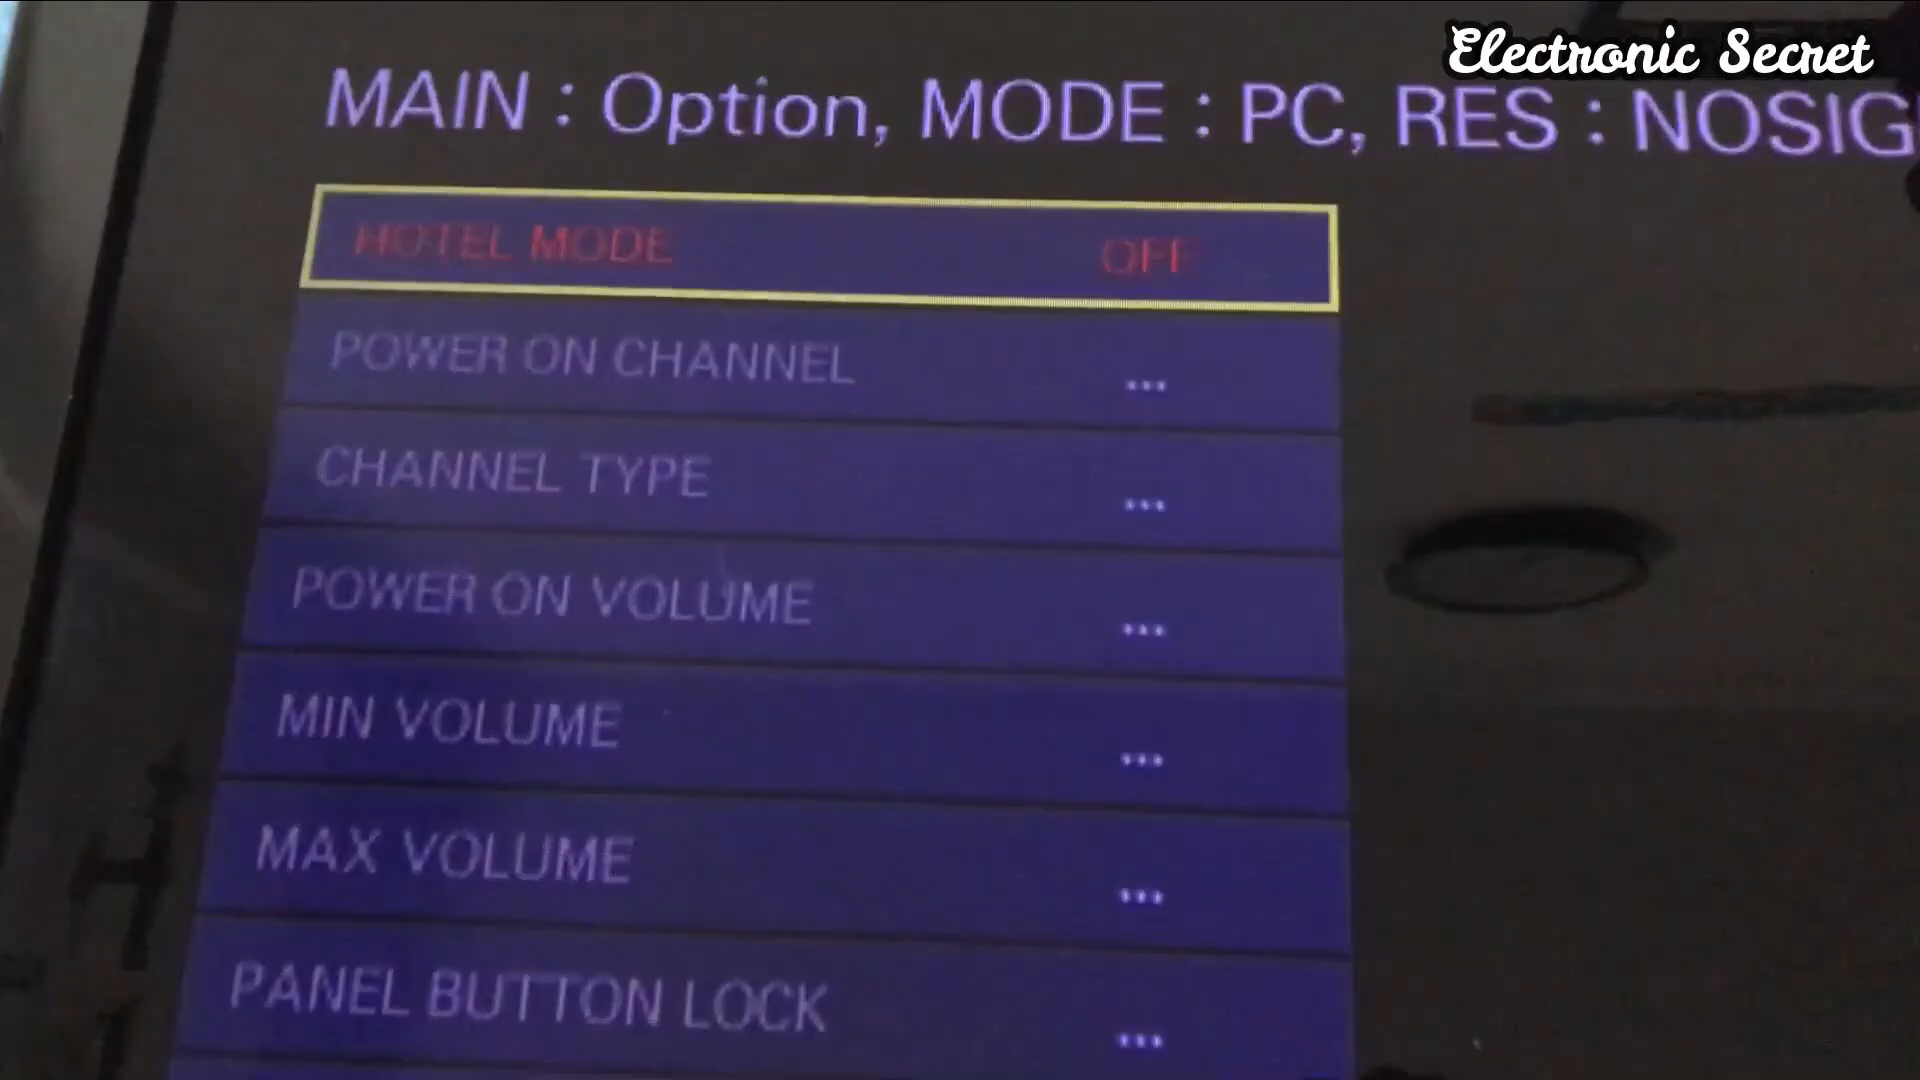 Electronic Secret
MAIN : Option, MODE : PC, RES : NOSIG
HOTEL MODE OFF
POWER ON CHANNEL ...
CHANNEL TYPE ...
POWER ON VOLUME ...
MIN VOLUME ...
MAX VOLUME ...
PANEL BUTTON LOCK ...